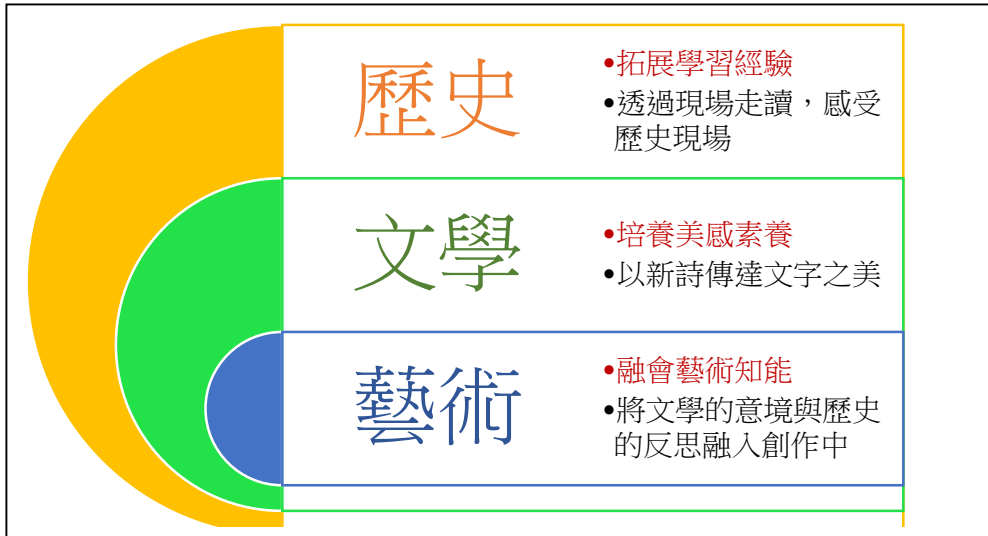 歷史
•拓展學習經驗
•透過現場走讀，感受
歷史現場
文學
•培養美感素養
•以新詩傳達文字之美
藝術
•融會藝術知能
•將文學的意境與歷史
的反思融入創作中